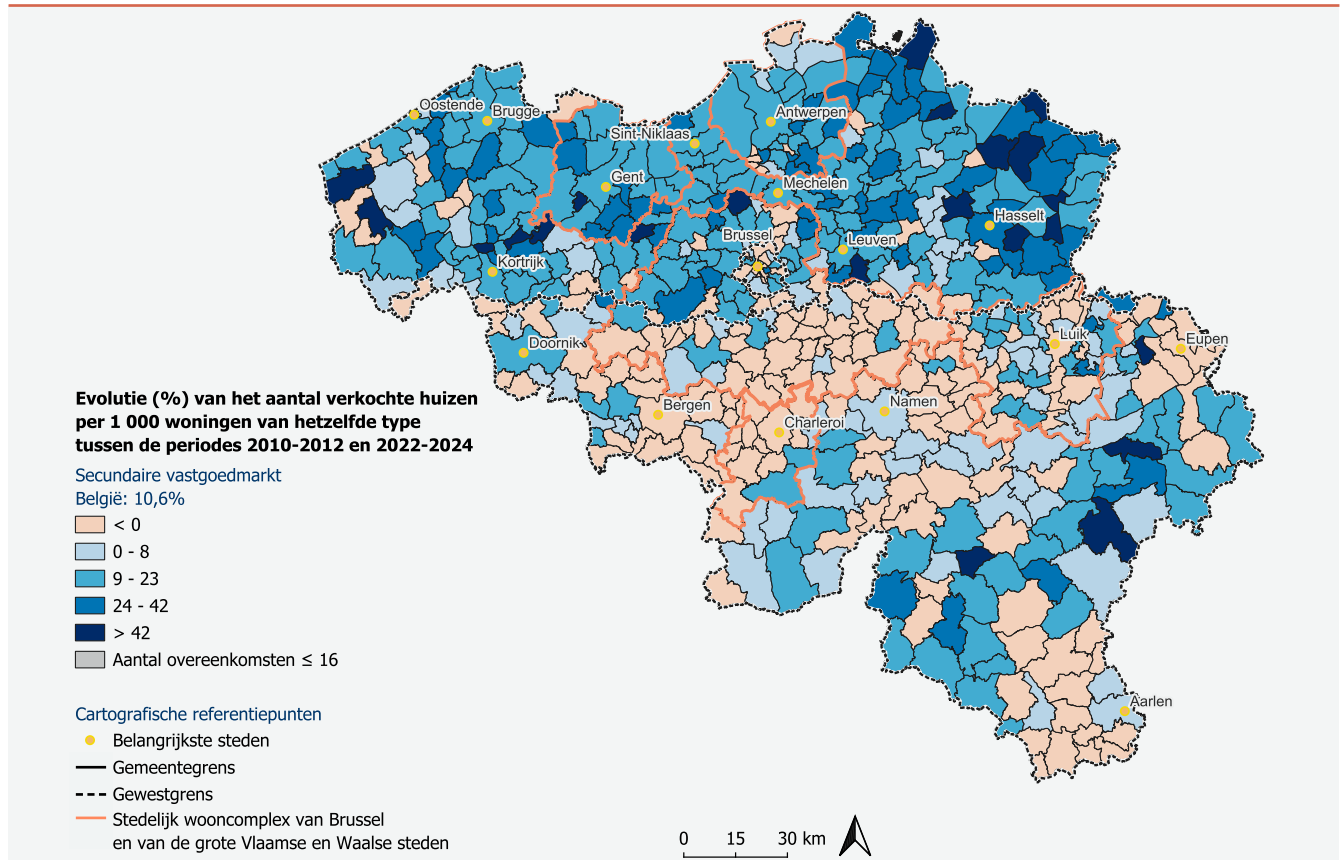 Oostende
Brugge
Antwerpen
Sint-Niklaas
Gent
Mechelen
Hasselt
Brussel
Leuven
Kortrijk
Doornik
Luik
Eupen
Bergen
Namen
Charleroi
Aarlen
Evolutie (%) van het aantal verkochte huizen
per 1 000 woningen van hetzelfde type
tussen de periodes 2010-2012 en 2022-2024
Secundaire vastgoedmarkt
België: 10,6%
< 0
0 - 8
9 - 23
24 - 42
> 42
Aantal overeenkomsten ≤ 16
Cartografische referentiepunten
Belangrijkste steden
Gemeentegrens
Gewestgrens
Stedelijk wooncomplex van Brussel
en van de grote Vlaamse en Waalse steden
0 15 30 km